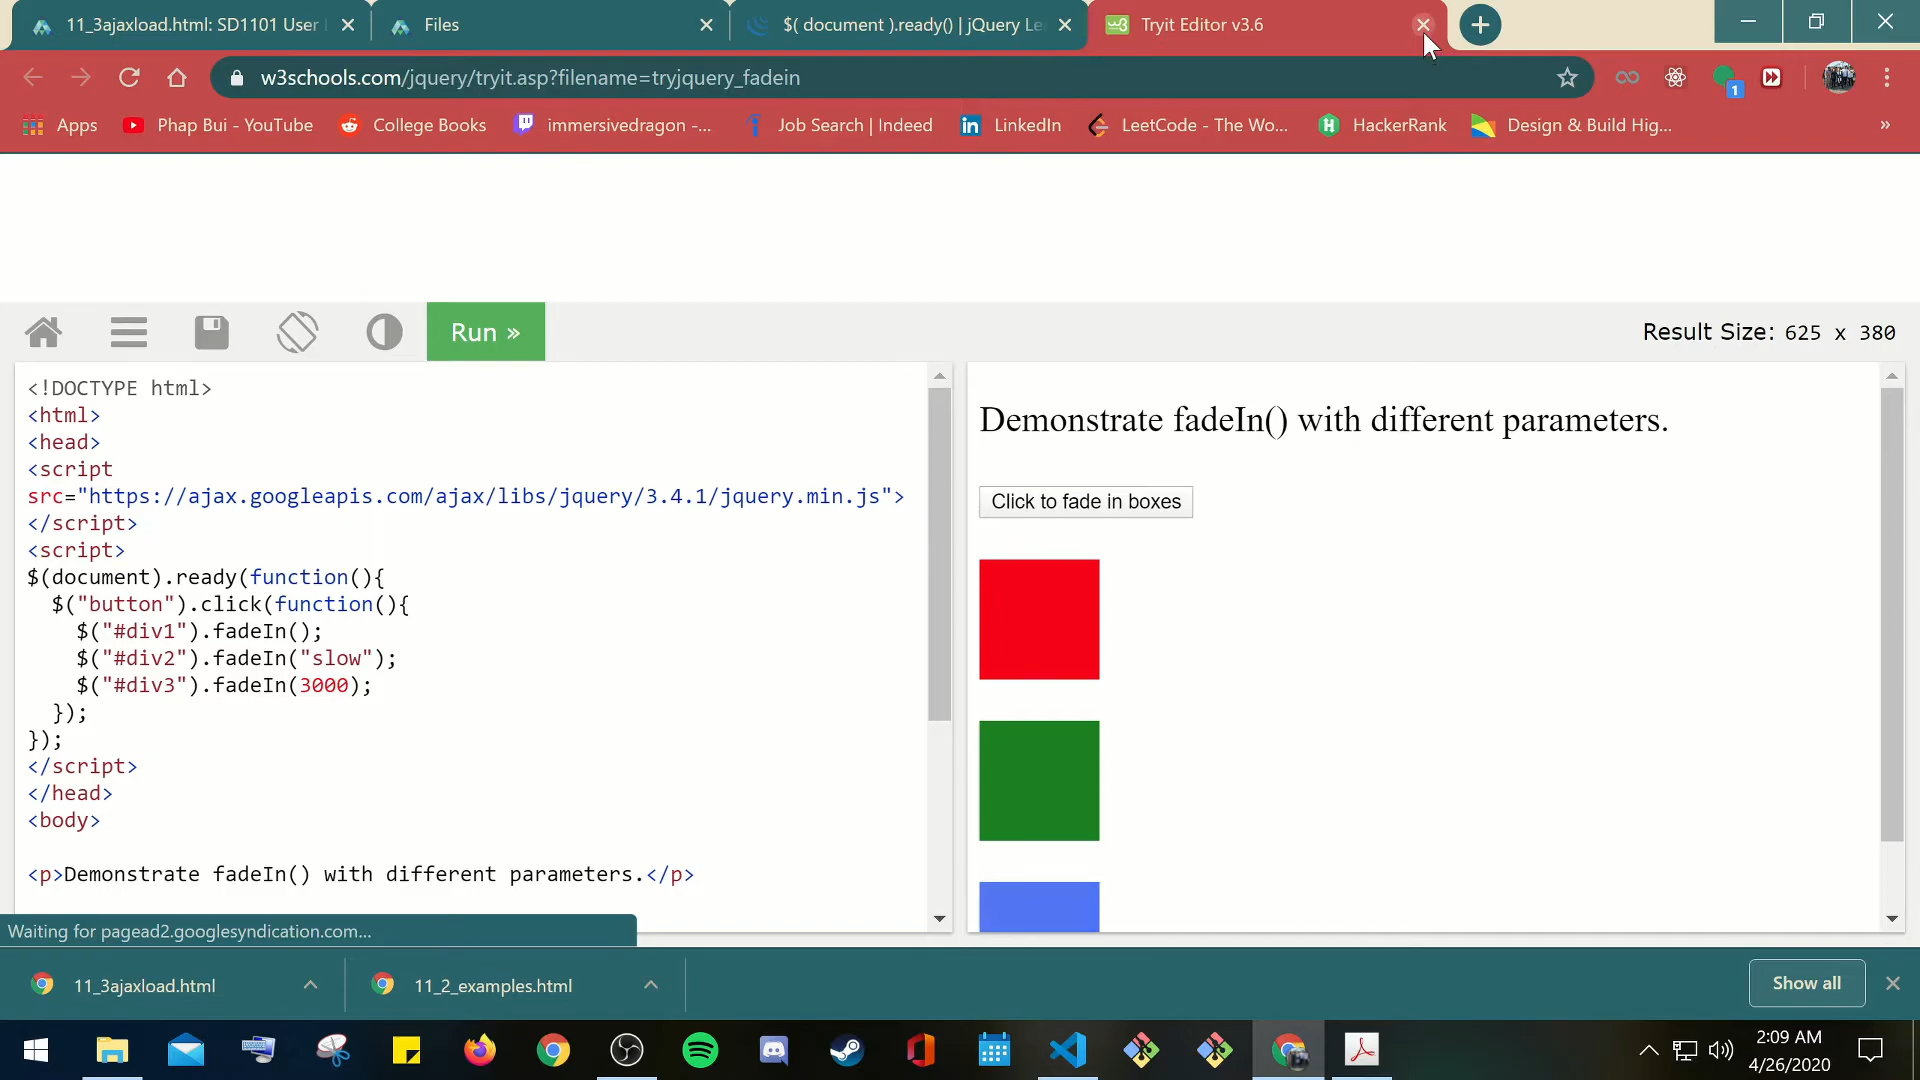 11_3ajaxload.html: SD1101 User
Files
$( document ).ready() | jQuery Le
Tryit Editor v3.6
w3schools.com/jquery/tryit.asp?filename=tryjquery_fadein
1
Apps
Phap Bui - YouTube
College Books
immersivedragon -...
Job Search | Indeed
LinkedIn
LeetCode - The Wo...
HackerRank
Design & Build Hig...
»
Run »
Result Size: 625 x 380
<!DOCTYPE html>
<html>
<head>
<script
src="https://ajax.googleapis.com/ajax/libs/jquery/3.4.1/jquery.min.js">
</script>
<script>
$(document).ready(function(){
$("button").click(function(){
$("#div1").fadeIn();
$("#div2").fadeIn("slow");
$("#div3").fadeIn(3000);
});
});
</script>
</head>
<body>
<p>Demonstrate fadeIn() with different parameters.</p>
Demonstrate fadeIn() with different parameters.
Click to fade in boxes
Waiting for pagead2.googlesyndication.com...
11_3ajaxload.html
11_2_examples.html
Show all
2:09 AM
4/26/2020